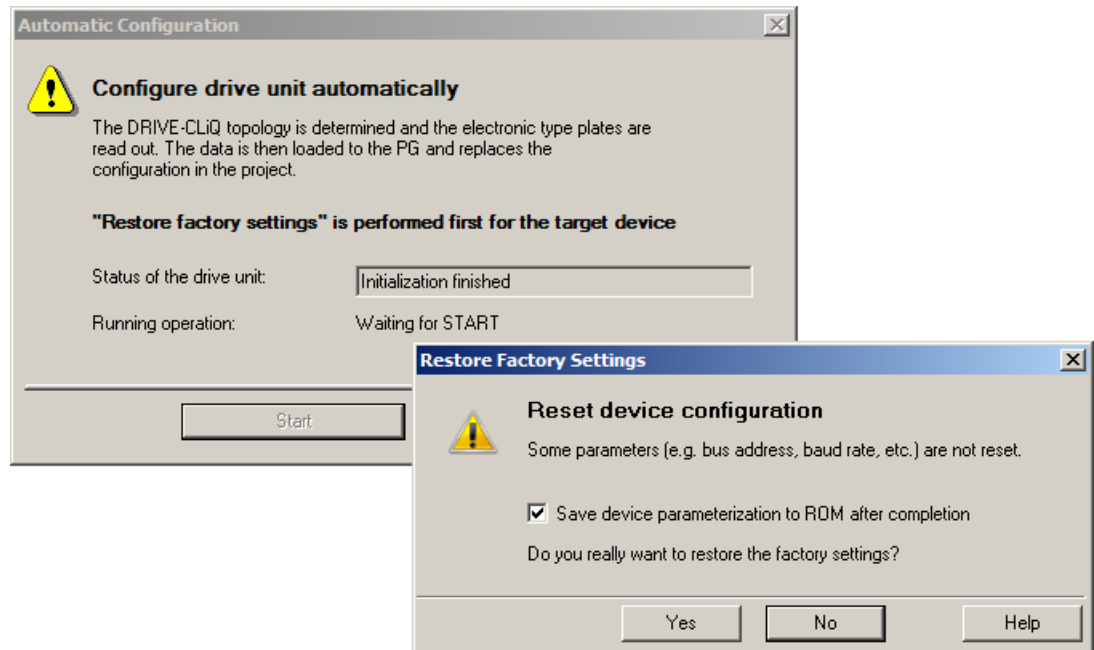 Automatic Configuration
Configure drive unit automatically
The DRIVE-CLiQ topology is determined and the electronic type plates are
read out. The data is then loaded to the PG and replaces the
configuration in the project.
"Restore factory settings" is performed first for the target device
Status of the drive unit: Initialization finished
Running operation: Waiting for START
Start
Restore Factory Settings
Reset device configuration
Some parameters (e.g. bus address, baud rate, etc.) are not reset.
Save device parameterization to ROM after completion
Do you really want to restore the factory settings?
Yes No Help